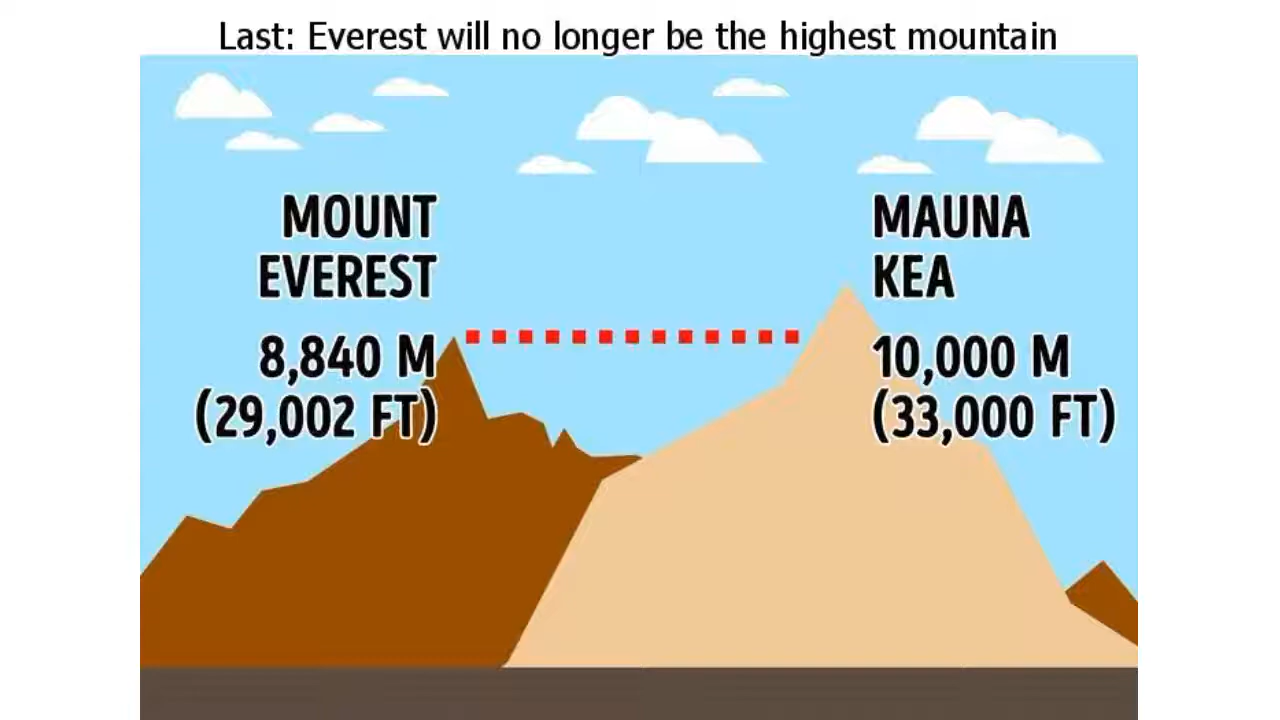 Last: Everest will no longer be the highest mountain
MOUNT
EVEREST
8,840 M
(29,002 FT)
MAUNA
KEA
10,000 M
(33,000 FT)